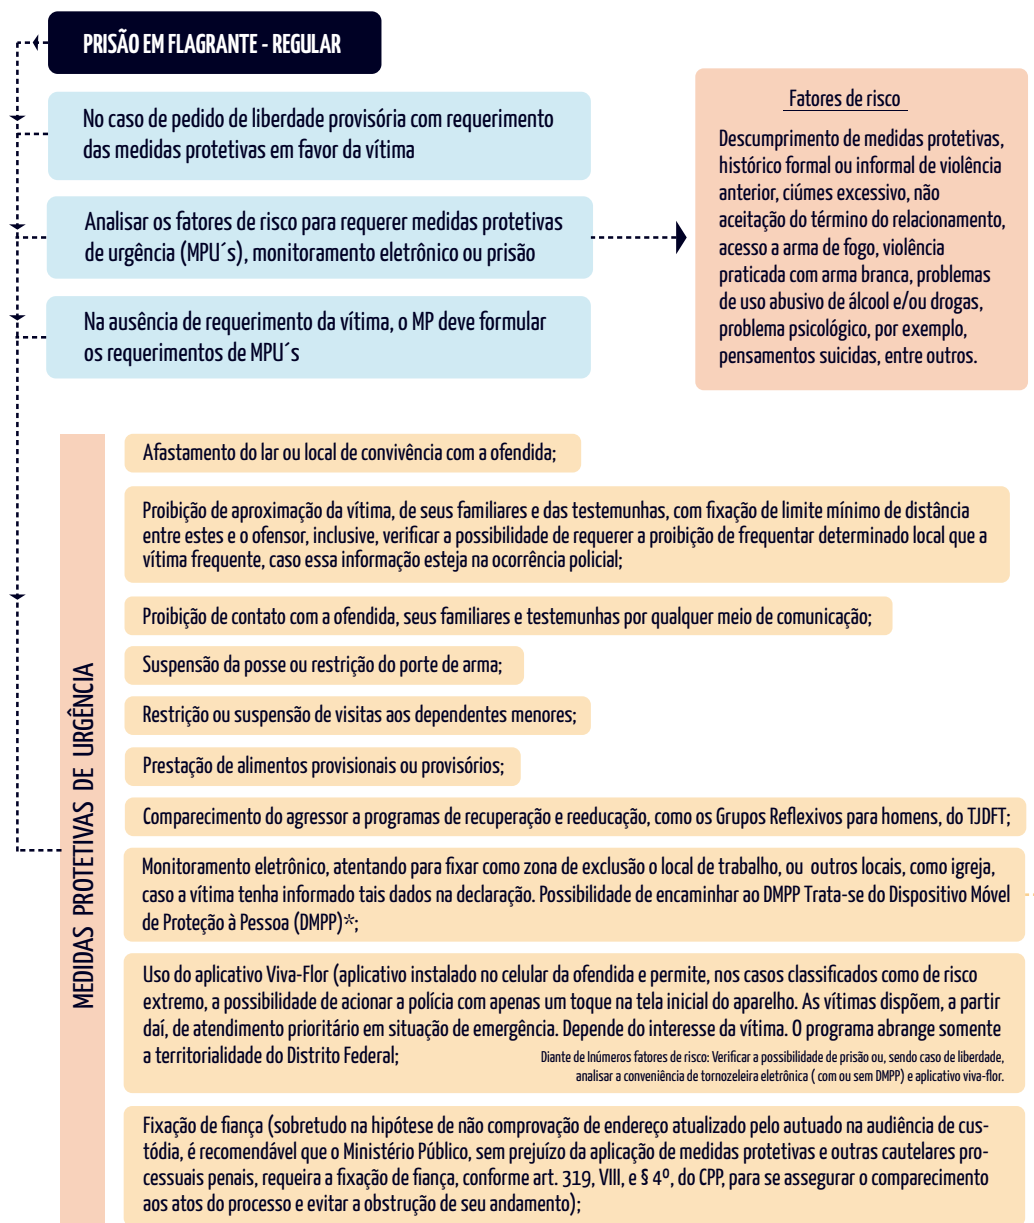 PRISÃO EM FLAGRANTE - REGULAR
No caso de pedido de liberdade provisória com requerimento
das medidas protetivas em favor da vítima
Analisar os fatores de risco para requerer medidas protetivas
de urgência (MPU´s), monitoramento eletrônico ou prisão
Na ausência de requerimento da vítima, o MP deve formular
os requerimentos de MPU´s
Fatores de risco
Descumprimento de medidas protetivas,
histórico formal ou informal de violência
anterior, ciúmes excessivo, não
aceitação do término do relacionamento,
acesso a arma de fogo, violência
praticada com arma branca, problemas
de uso abusivo de álcool e/ou drogas,
problema psicológico, por exemplo,
pensamentos suicidas, entre outros.
MEDIDAS PROTETIVAS DE URGÊNCIA
Afastamento do lar ou local de convivência com a ofendida;
Proibição de aproximação da vítima, de seus familiares e das testemunhas, com fixação de limite mínimo de distância
entre estes e o ofensor, inclusive, verificar a possibilidade de requerer a proibição de frequentar determinado local que a
vítima frequente, caso essa informação esteja na ocorrência policial;
Proibição de contato com a ofendida, seus familiares e testemunhas por qualquer meio de comunicação;
Suspensão da posse ou restrição do porte de arma;
Restrição ou suspensão de visitas aos dependentes menores;
Prestação de alimentos provisionais ou provisórios;
Comparecimento do agressor a programas de recuperação e reeducação, como os Grupos Reflexivos para homens, do TJDFT;
Monitoramento eletrônico, atentando para fixar como zona de exclusão o local de trabalho, ou outros locais, como igreja,
caso a vítima tenha informado tais dados na declaração. Possibilidade de encaminhar ao DMPP Trata-se do Dispositivo Móvel
de Proteção à Pessoa (DMPP)*;
Uso do aplicativo Viva-Flor (aplicativo instalado no celular da ofendida e permite, nos casos classificados como de risco
extremo, a possibilidade de acionar a polícia com apenas um toque na tela inicial do aparelho. As vítimas dispõem, a partir
daí, de atendimento prioritário em situação de emergência. Depende do interesse da vítima. O programa abrange somente
a territorialidade do Distrito Federal;
Diante de Inúmeros fatores de risco: Verificar a possibilidade de prisão ou, sendo caso de liberdade,
analisar a conveniência de tornozeleira eletrônica ( com ou sem DMPP) e aplicativo viva-flor.
Fixação de fiança (sobretudo na hipótese de não comprovação de endereço atualizado pelo autuado na audiência de cus-
tódia, é recomendável que o Ministério Público, sem prejuízo da aplicação de medidas protetivas e outras cautelares pro-
cessuais penais, requeira a fixação de fiança, conforme art. 319, VIII, e § 4º, do CPP, para se assegurar o comparecimento
aos atos do processo e evitar a obstrução de seu andamento);